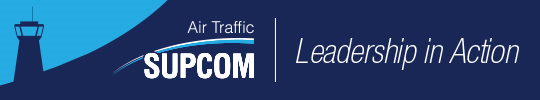 Air Traffic
SUPCOM
Leadership in Action